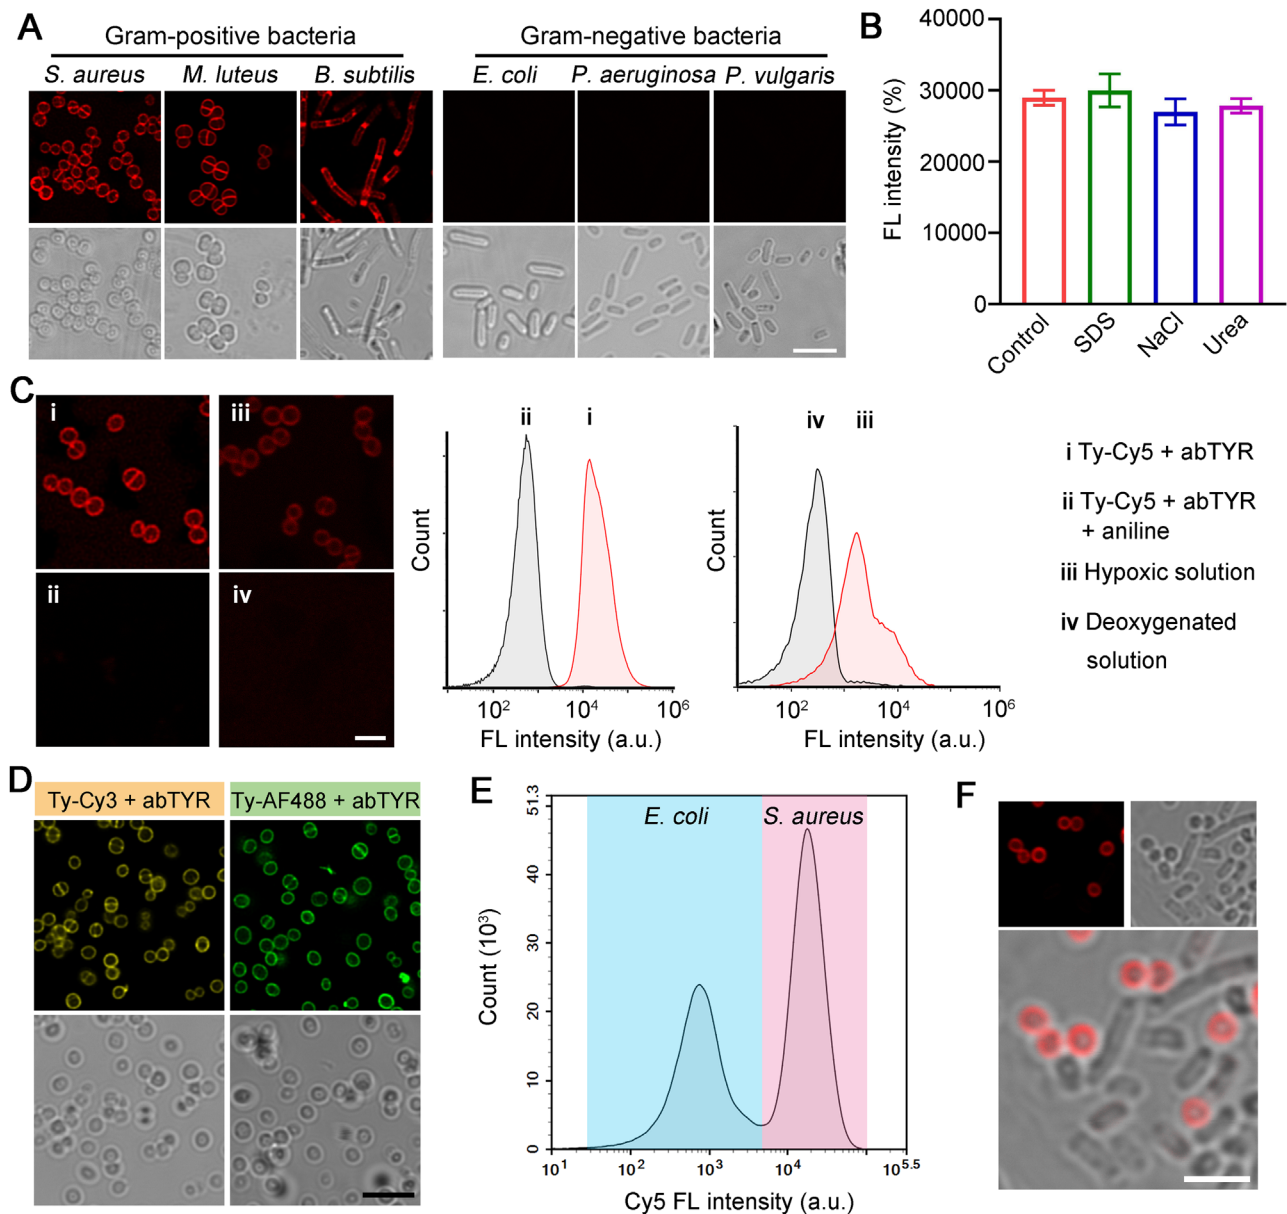 A
Gram-positive bacteria
Gram-negative bacteria
S. aureus
M. luteus
B. subtilis
E. coli
P. aeruginosa
P. vulgaris
B
FL intensity (%)
40000
30000
20000
10000
0
Control
SDS
NaCl
Urea
C
i
iii
ii
iv
ii
i
Count
10²
10⁴
10⁶
FL intensity (a.u.)
iv
iii
Count
10²
10⁴
10⁶
FL intensity (a.u.)
i Ty-Cy5 + abTYR
ii Ty-Cy5 + abTYR
+ aniline
iii Hypoxic solution
iv Deoxygenated
solution
D
Ty-Cy3 + abTYR
Ty-AF488 + abTYR
E
E. coli
S. aureus
Count (10³)
51.3
40
30
20
10
0
10¹
10²
10³
10⁴
10⁵·⁵
Cy5 FL intensity (a.u.)
F